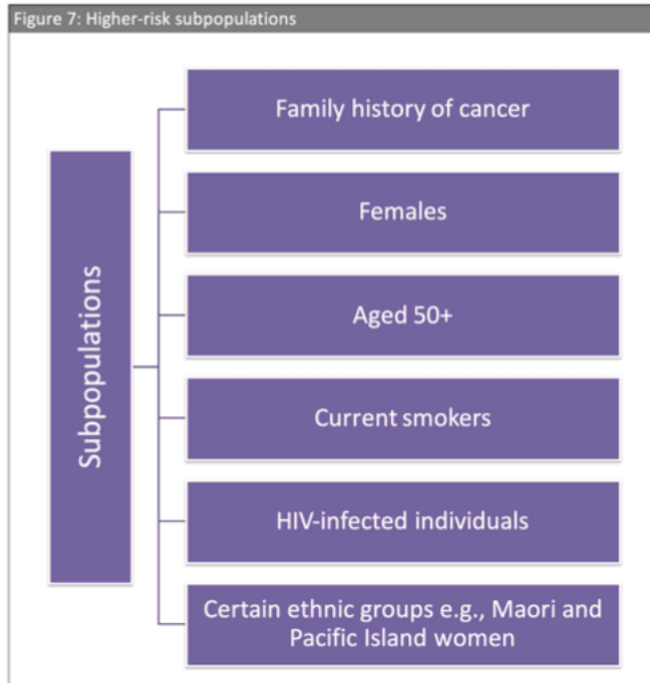 Figure 7: Higher-risk subpopulations
Subpopulations
Family history of cancer
Females
Aged 50+
Current smokers
HIV-infected individuals
Certain ethnic groups e.g., Maori and
Pacific Island women